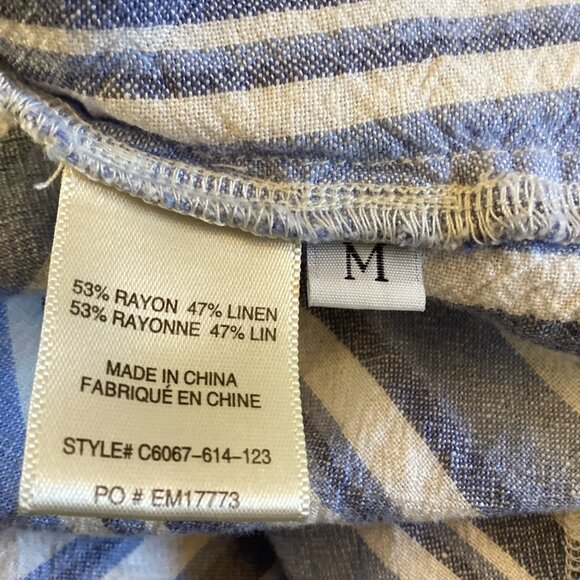 53% RAYON 47% LINEN
53% RAYONNE 47% LIN
MADE IN CHINA
FABRIQUÉ EN CHINE
STYLE# C6067-614-123
PO # EM17773
M